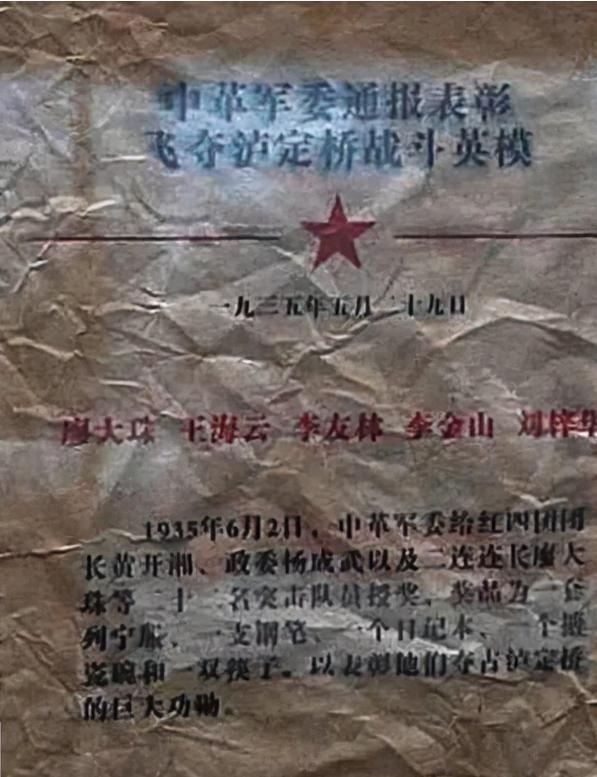 中革军委通报表彰
飞夺泸定桥战斗英模
一九三五年五月二十九日
廖大珠 王海云 李友林 李金山 刘梓华
1935年6月2日，中革军委给红四团团
长黄开湘、政委杨成武以及二连连长廖大
珠等二十二名突击队员授奖，奖品为一套
列宁服、一支钢笔、一个日记本、一个搪
瓷碗和一双筷子。以表彰他们夺占泸定桥
的巨大功勋。